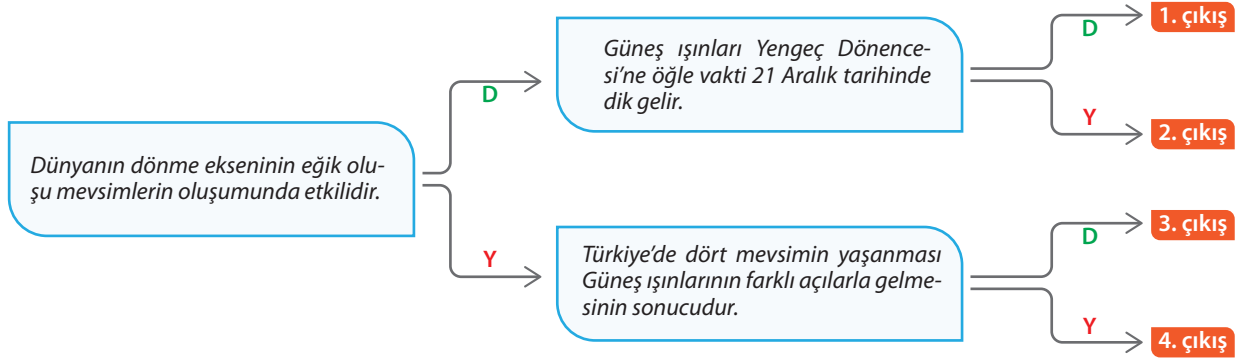 Dünyanın dönme ekseninin eğik olu-
şu mevsimlerin oluşumunda etkilidir.
D
Y
Güneş ışınları Yengeç Dönence-
si’ne öğle vakti 21 Aralık tarihinde
dik gelir.
D
1. çıkış
Y
2. çıkış
Türkiye’de dört mevsimin yaşanması
Güneş ışınlarının farklı açılarla gelme-
sinin sonucudur.
D
3. çıkış
Y
4. çıkış